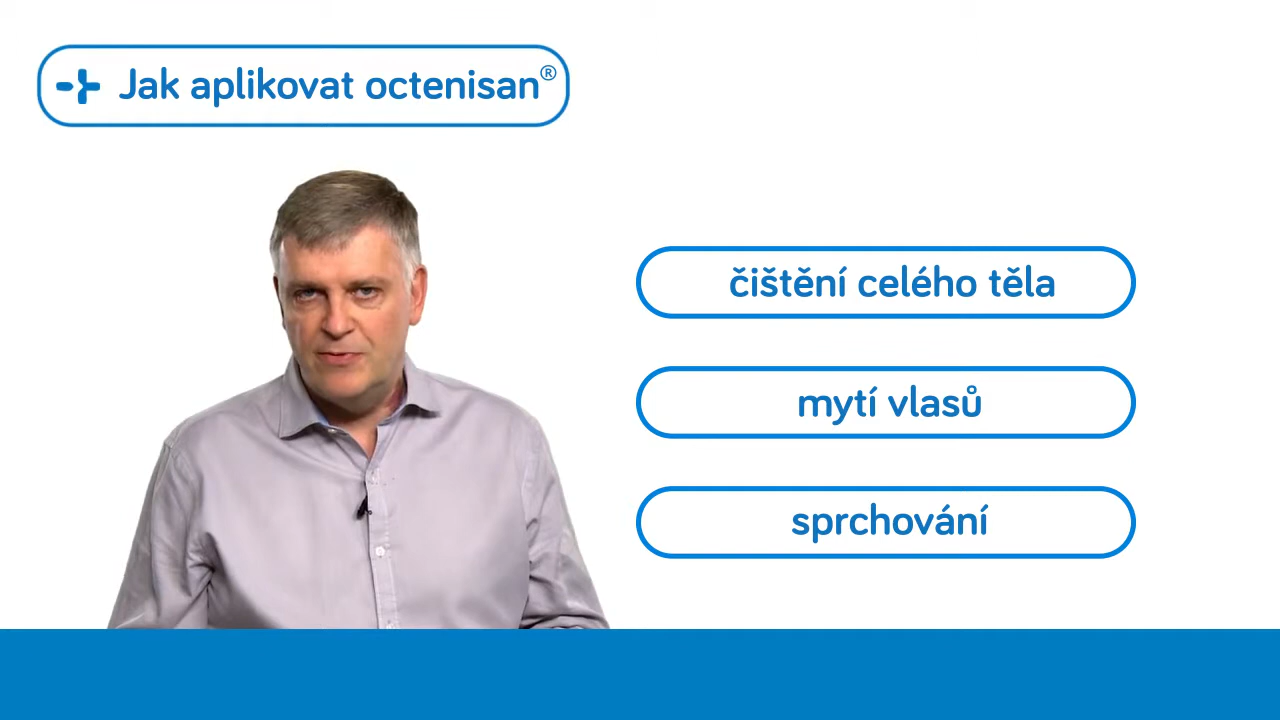 Jak aplikovat octenisan®
čištění celého těla
mytí vlasů
sprchování